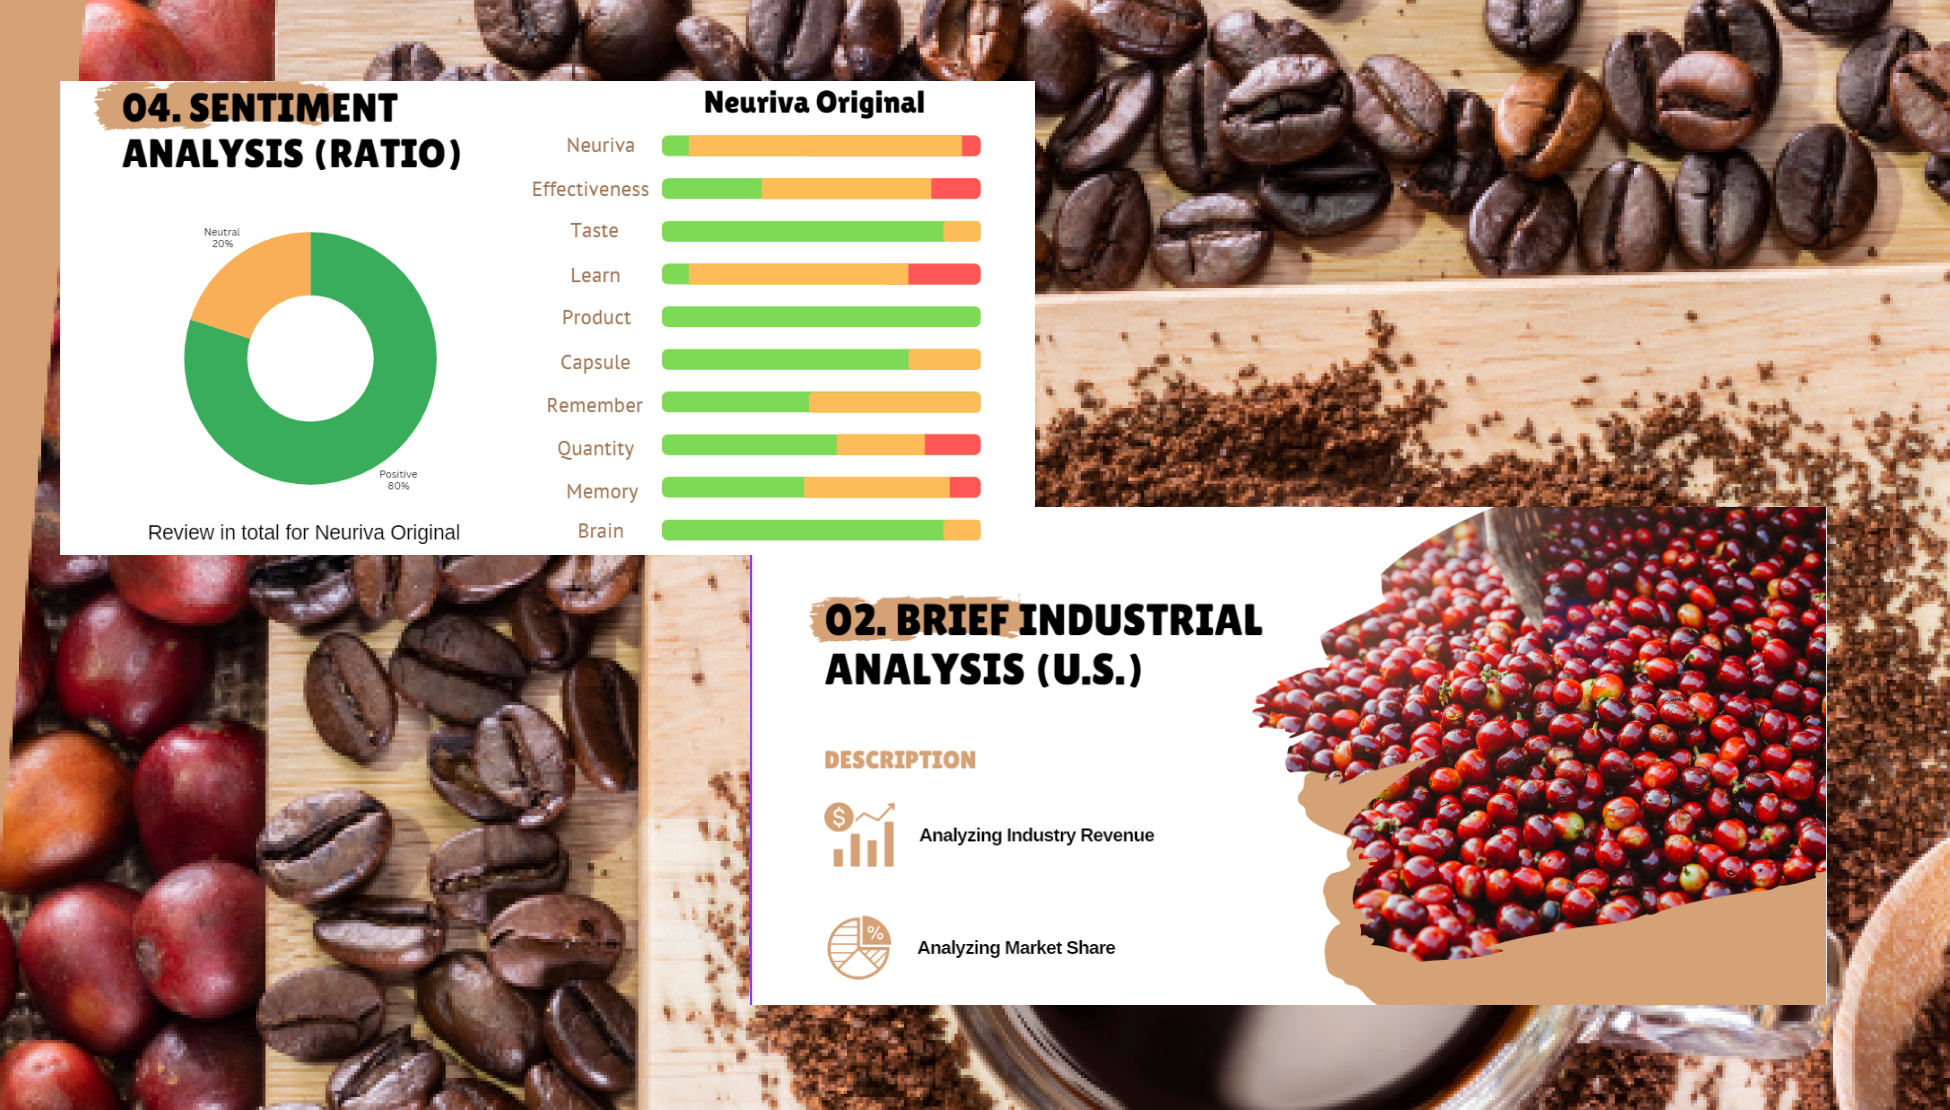 04. SENTIMENT
ANALYSIS (RATIO)
Neutral
20%
Positive
80%
Review in total for Neuriva Original
Neuriva Original
Neuriva
Effectiveness
Taste
Learn
Product
Capsule
Remember
Quantity
Memory
Brain
02. BRIEF INDUSTRIAL
ANALYSIS (U.S.)
DESCRIPTION
$
Analyzing Industry Revenue
%
Analyzing Market Share